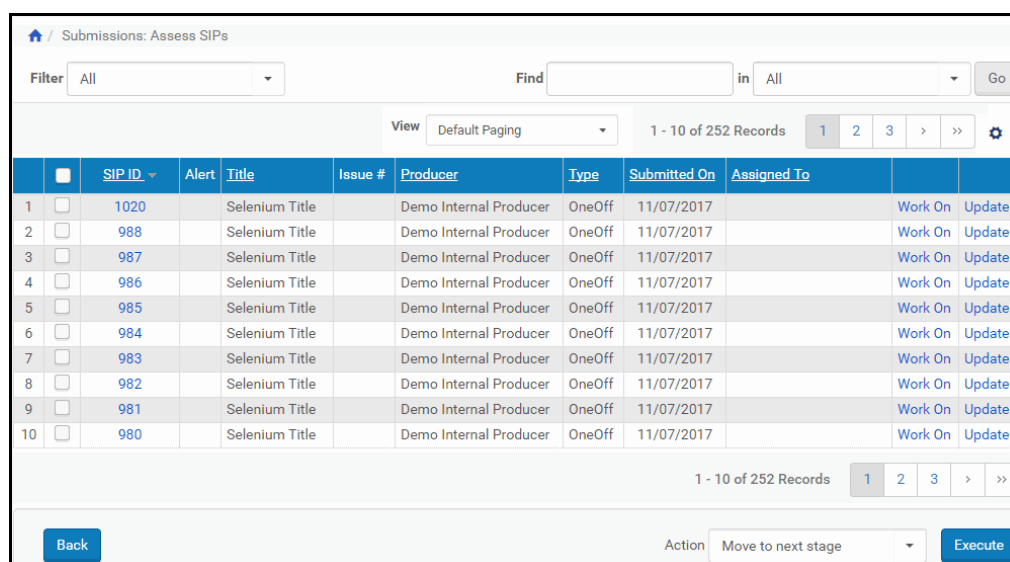 / Submissions: Assess SIPs
Filter All Find in All Go
View Default Paging 1 - 10 of 252 Records 1 2 3 > >>
SIP ID Alert Title Issue # Producer Type Submitted On Assigned To
1 1020 Selenium Title Demo Internal Producer OneOff 11/07/2017 Work On Update
2 988 Selenium Title Demo Internal Producer OneOff 11/07/2017 Work On Update
3 987 Selenium Title Demo Internal Producer OneOff 11/07/2017 Work On Update
4 986 Selenium Title Demo Internal Producer OneOff 11/07/2017 Work On Update
5 985 Selenium Title Demo Internal Producer OneOff 11/07/2017 Work On Update
6 984 Selenium Title Demo Internal Producer OneOff 11/07/2017 Work On Update
7 983 Selenium Title Demo Internal Producer OneOff 11/07/2017 Work On Update
8 982 Selenium Title Demo Internal Producer OneOff 11/07/2017 Work On Update
9 981 Selenium Title Demo Internal Producer OneOff 11/07/2017 Work On Update
10 980 Selenium Title Demo Internal Producer OneOff 11/07/2017 Work On Update
1 - 10 of 252 Records 1 2 3 > >>
Back Action Move to next stage Execute